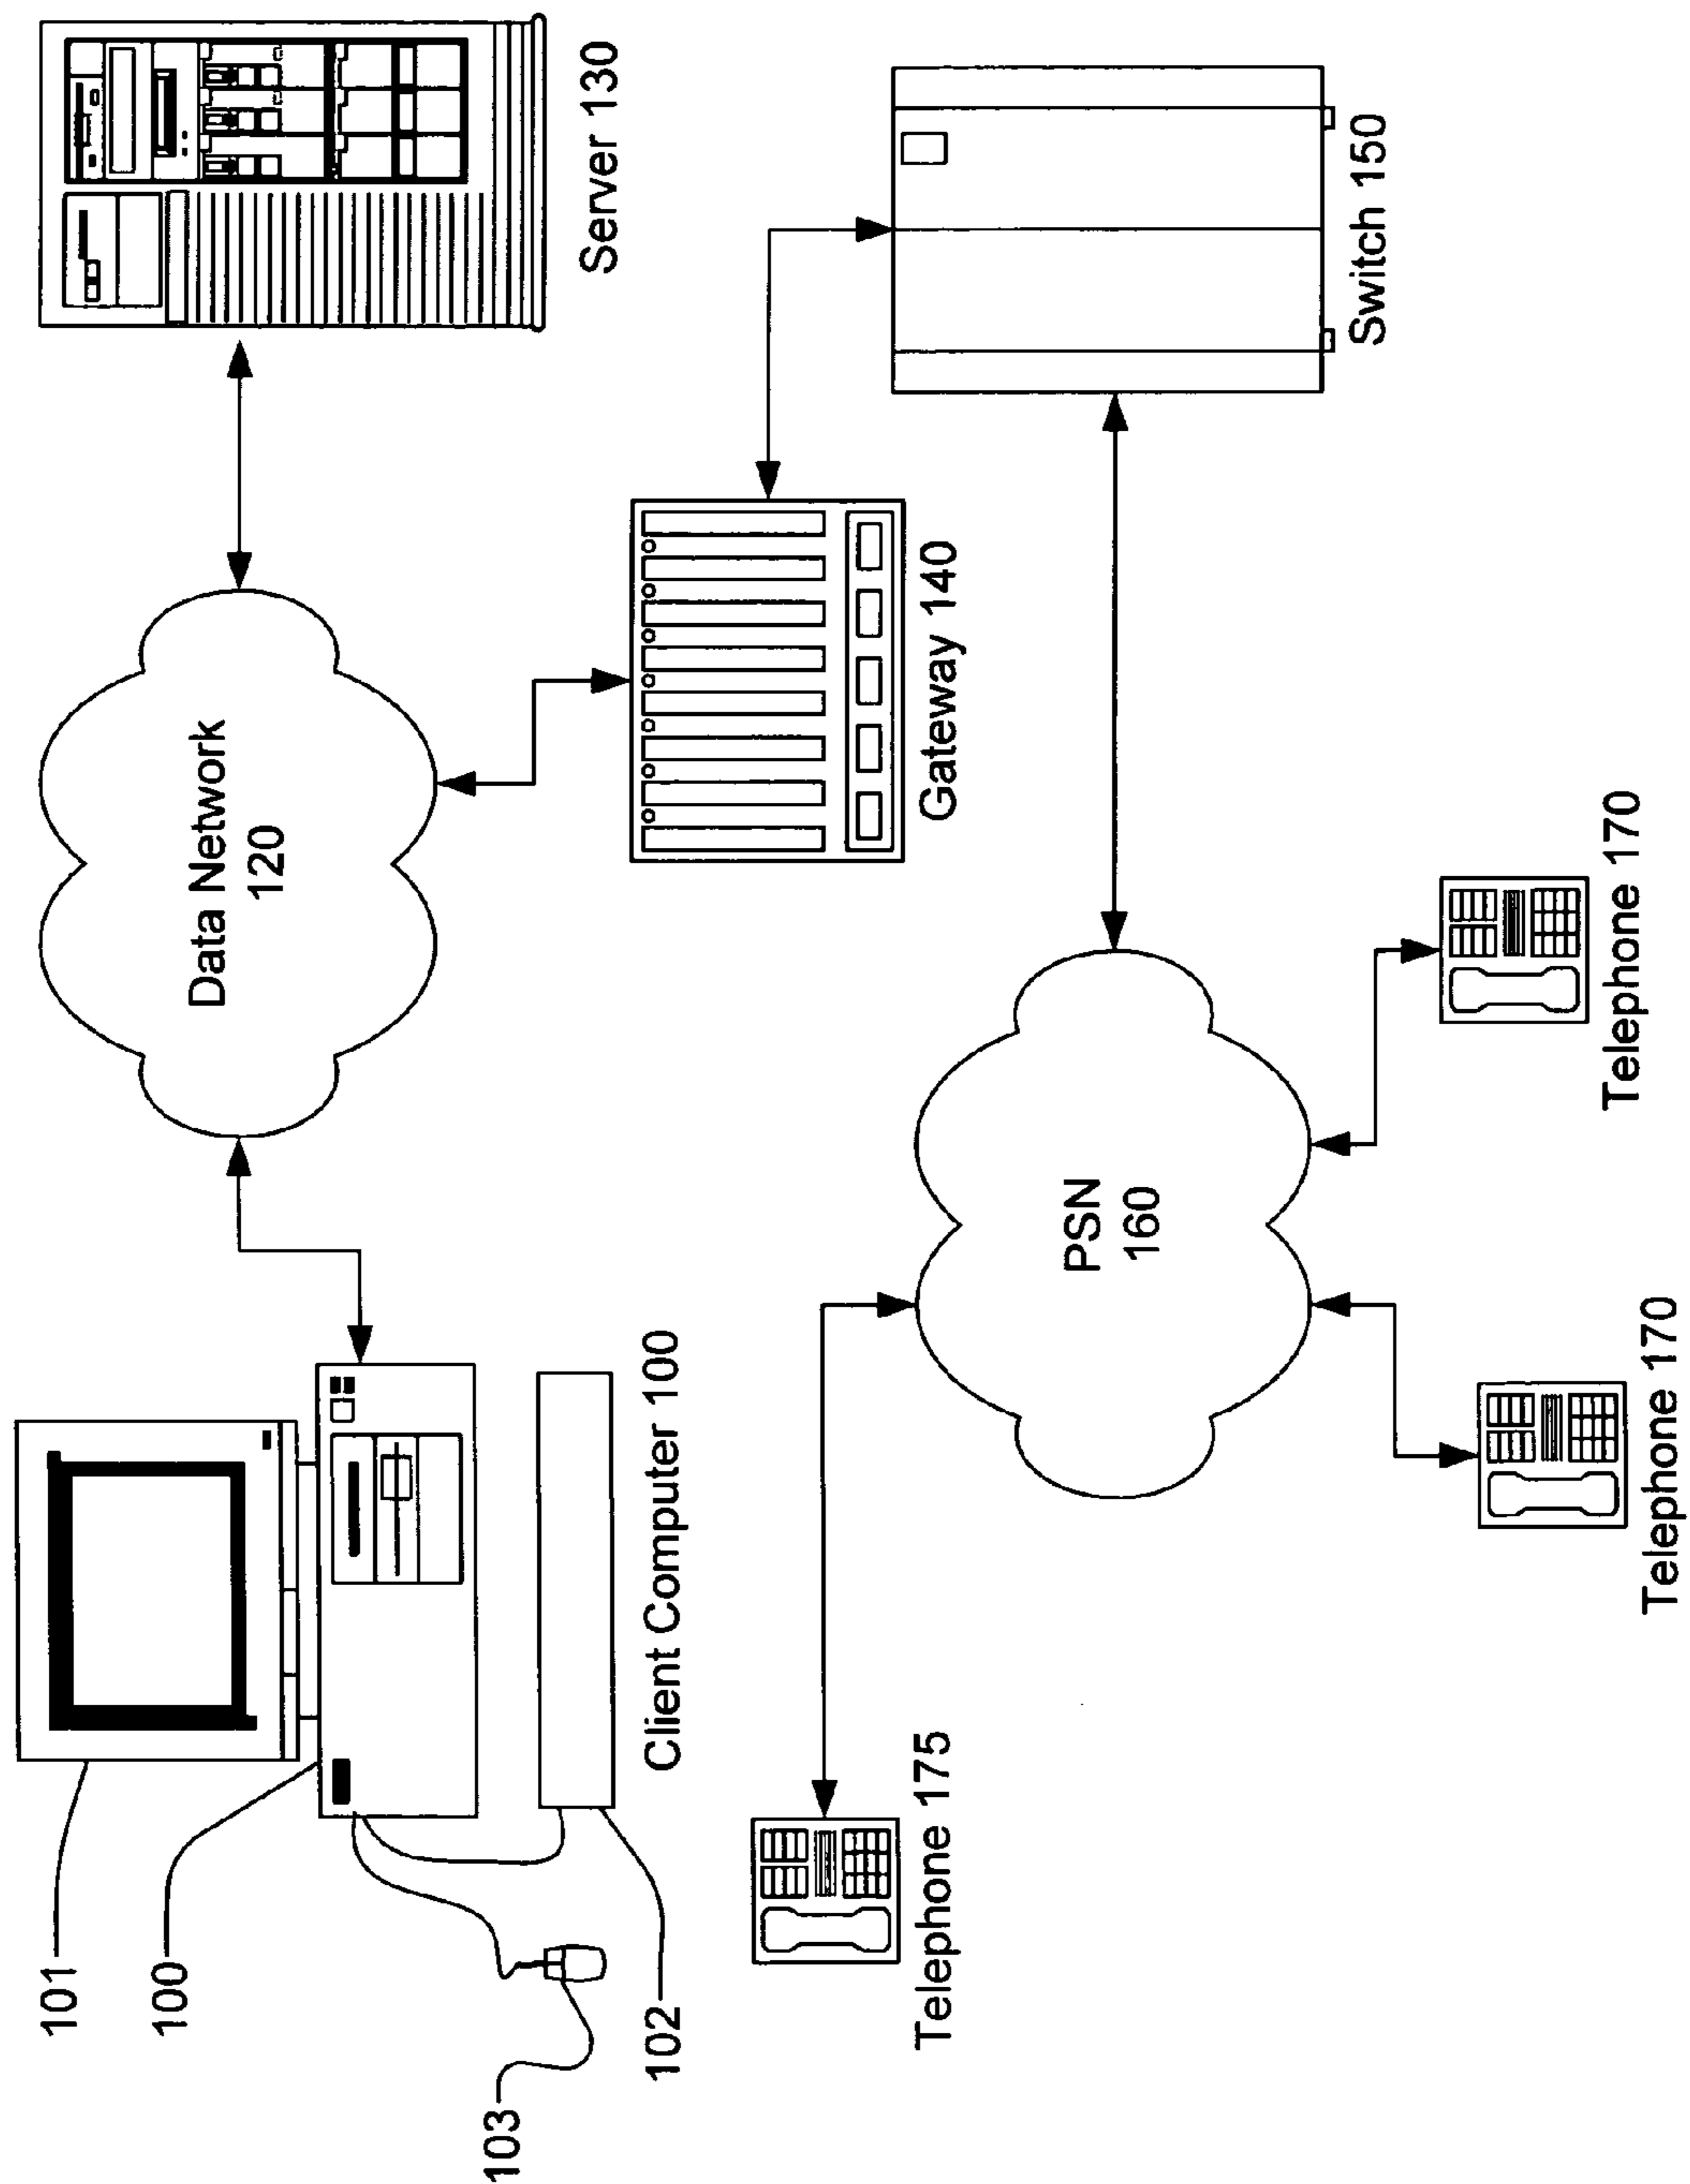 101
100
103
102
Client Computer 100
Data Network
120
Server 130
Gateway 140
Switch 150
PSN
160
Telephone 175
Telephone 170
Telephone 170